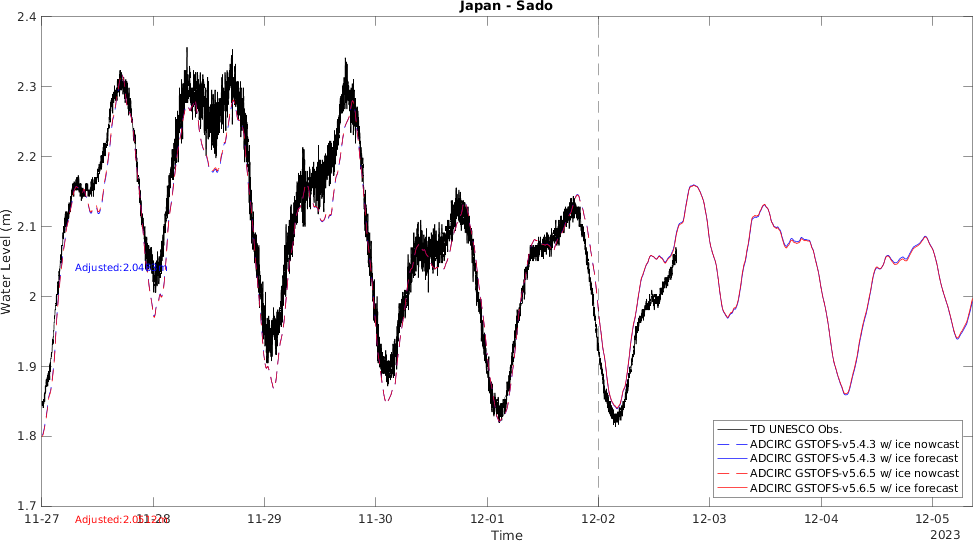 Japan - Sado
2.4
2.3
2.2
2.1
2
1.9
1.8
1.7
Water Level (m)
TD UNESCO Obs.
ADCIRC GSTOFS-v5.4.3 w/ ice nowcast
ADCIRC GSTOFS-v5.4.3 w/ ice forecast
ADCIRC GSTOFS-v5.6.5 w/ ice nowcast
ADCIRC GSTOFS-v5.6.5 w/ ice forecast
11-27 11-28 11-29 11-30 12-01 12-02 12-03 12-04 12-05
Time
2023